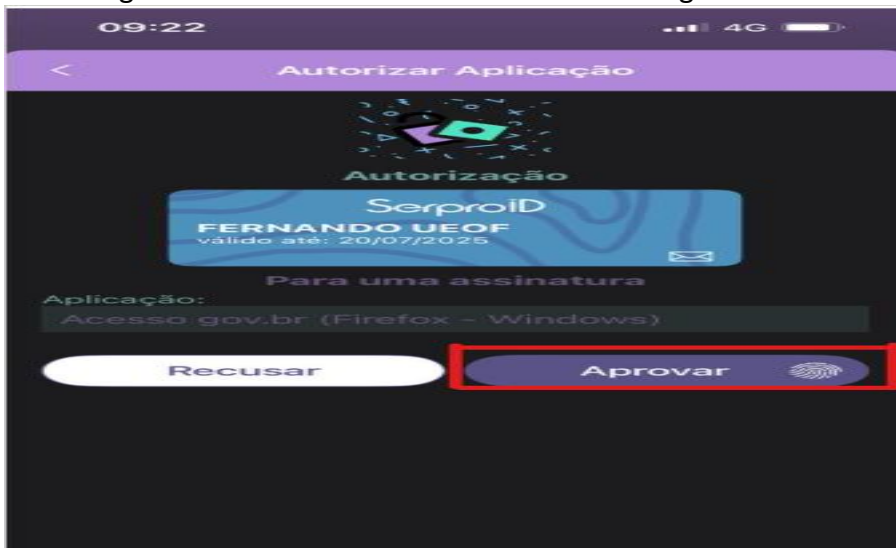 09:22
4G
<
Autorizar Aplicação
Autorização
SerproID
FERNANDO UEOF
válido até: 20/07/2025
Para uma assinatura
Aplicação:
Acesso gov.br (Firefox - Windows)
Recusar
Aprovar